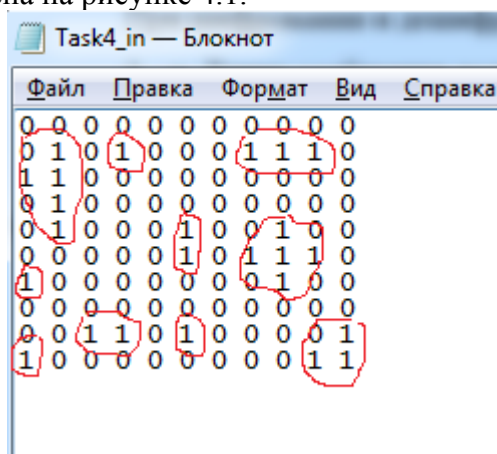 на рисунке 4.1.
Task4_in — Блокнот
Файл Правка Формат Вид Справка
0 0 0 0 0 0 0 0 0 0 0
0 1 0 1 0 0 0 1 1 1 0
1 1 0 0 0 0 0 0 0 0 0
0 1 0 0 0 0 0 0 0 0 0
0 1 0 0 0 1 0 0 1 0 0
0 0 0 0 0 1 0 1 1 1 0
1 0 0 0 0 0 0 0 1 0 0
0 0 0 0 0 0 0 0 0 0 0
0 0 1 1 0 1 0 0 0 0 1
1 0 0 0 0 0 0 0 0 1 1